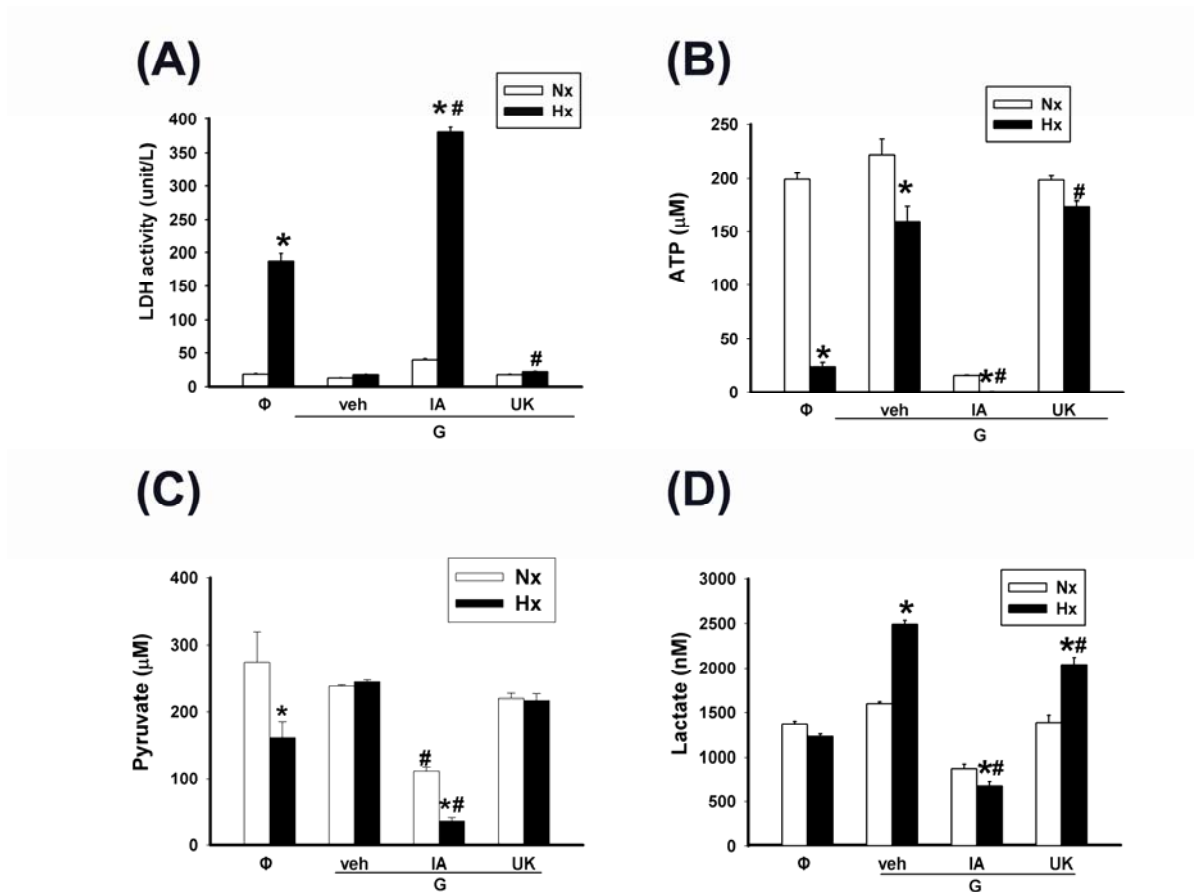 (A)
Nx
Hx
* #
LDH activity (unit/L)
400
350
300
250
200
150
100
50
0
*
#
Φ veh IA UK
G
(B)
Nx
Hx
ATP (μM)
250
200
150
100
50
0
*
*
*#
#
Φ veh IA UK
G
(C)
Nx
Hx
Pyruvate (μM)
400
300
200
100
0
*
#
*#
Φ veh IA UK
G
(D)
Nx
Hx
Lactate (nM)
3000
2500
2000
1500
1000
500
0
*
*#
*#
Φ veh IA UK
G